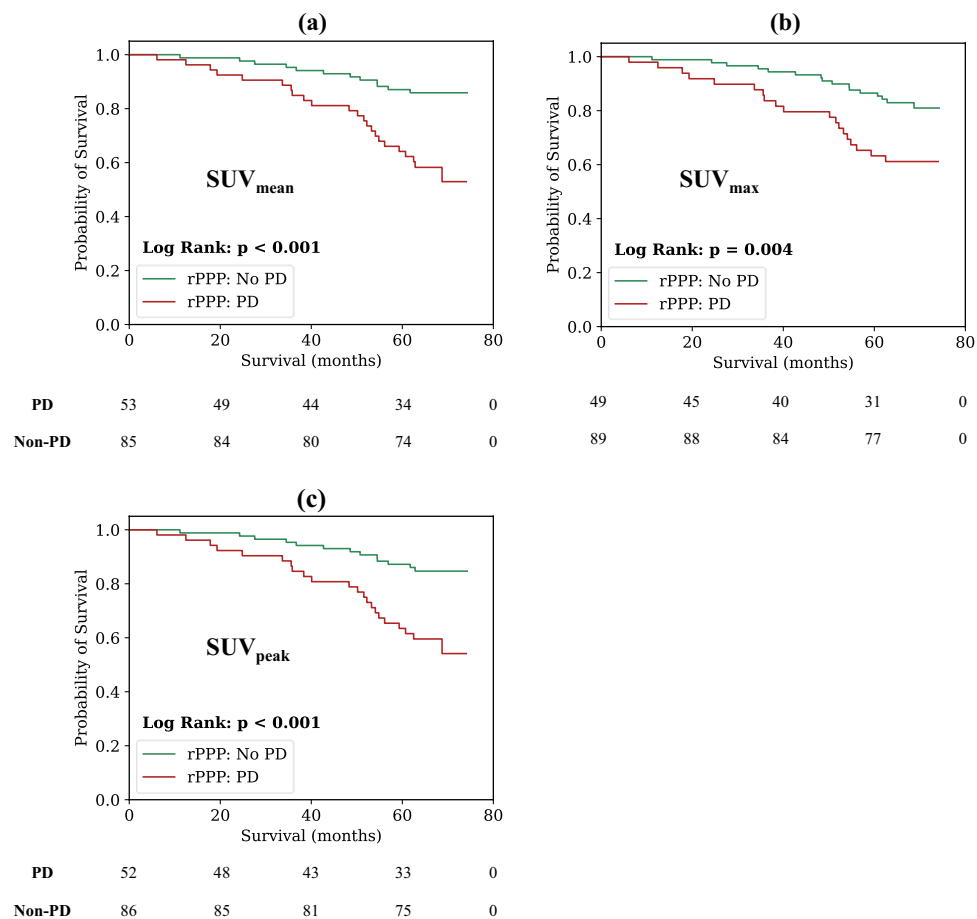 (a)
1.0
0.8
0.6
0.4
0.2
0.0
Probability of Survival
SUVmean
Log Rank: p < 0.001
rPPP: No PD
rPPP: PD
0 20 40 60 80
Survival (months)
PD 53 49 44 34 0
Non-PD 85 84 80 74 0
(b)
1.0
0.8
0.6
0.4
0.2
0.0
Probability of Survival
SUVmax
Log Rank: p = 0.004
rPPP: No PD
rPPP: PD
0 20 40 60 80
Survival (months)
49 45 40 31 0
89 88 84 77 0
(c)
1.0
0.8
0.6
0.4
0.2
0.0
Probability of Survival
SUVpeak
Log Rank: p < 0.001
rPPP: No PD
rPPP: PD
0 20 40 60 80
Survival (months)
PD 52 48 43 33 0
Non-PD 86 85 81 75 0